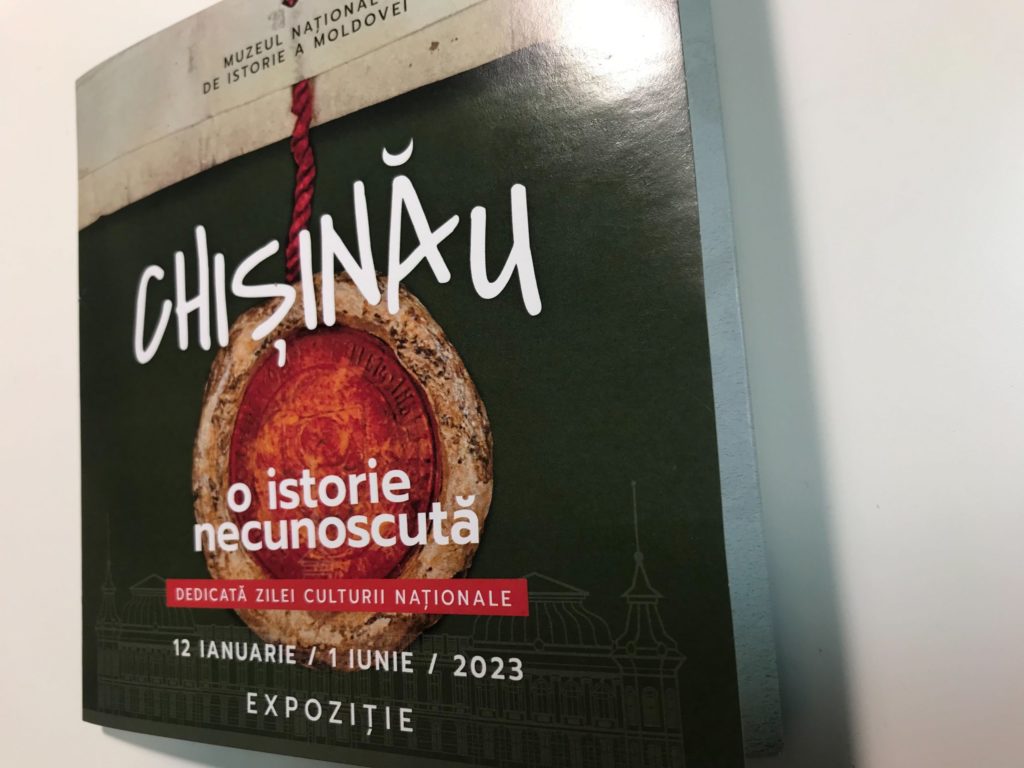 MUZEUL NAȚIONAL
DE ISTORIE A MOLDOVEI
CHIȘINĂU
o istorie
necunoscută
DEDICATĂ ZILEI CULTURII NAȚIONALE
12 IANUARIE / 1 IUNIE / 2023
EXPOZIȚIE